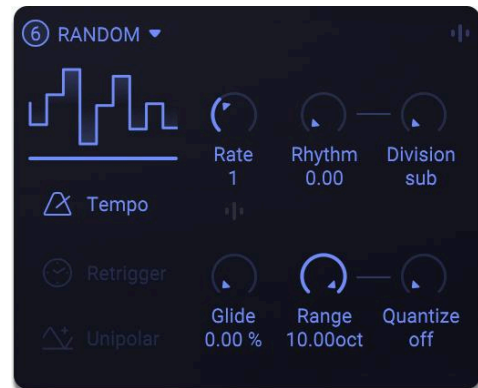 6 RANDOM
Rate Rhythm Division
1 0.00 sub
Tempo
Retrigger
Glide Range Quantize
Unipolar
0.00 % 10.00oct off